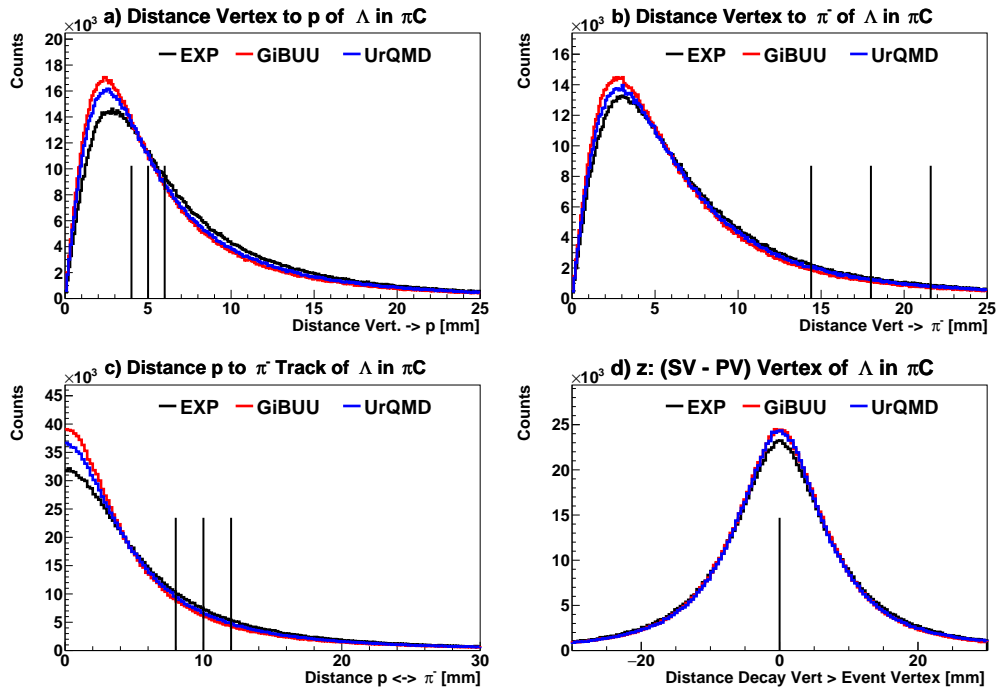 a) Distance Vertex to p of Λ in πC
×10³
Counts
EXP GiBUU UrQMD
20
18
16
14
12
10
8
6
4
2
0
0 5 10 15 20 25
Distance Vert. -> p [mm]
b) Distance Vertex to π⁻ of Λ in πC
×10³
Counts
EXP GiBUU UrQMD
16
14
12
10
8
6
4
2
0
0 5 10 15 20 25
Distance Vert -> π⁻ [mm]
c) Distance p to π⁻ Track of Λ in πC
×10³
Counts
EXP GiBUU UrQMD
45
40
35
30
25
20
15
10
5
0
0 10 20 30
Distance p <-> π⁻ [mm]
d) z: (SV - PV) Vertex of Λ in πC
×10³
Counts
EXP GiBUU UrQMD
25
20
15
10
5
0
−20 0 20
Distance Decay Vert > Event Vertex [mm]